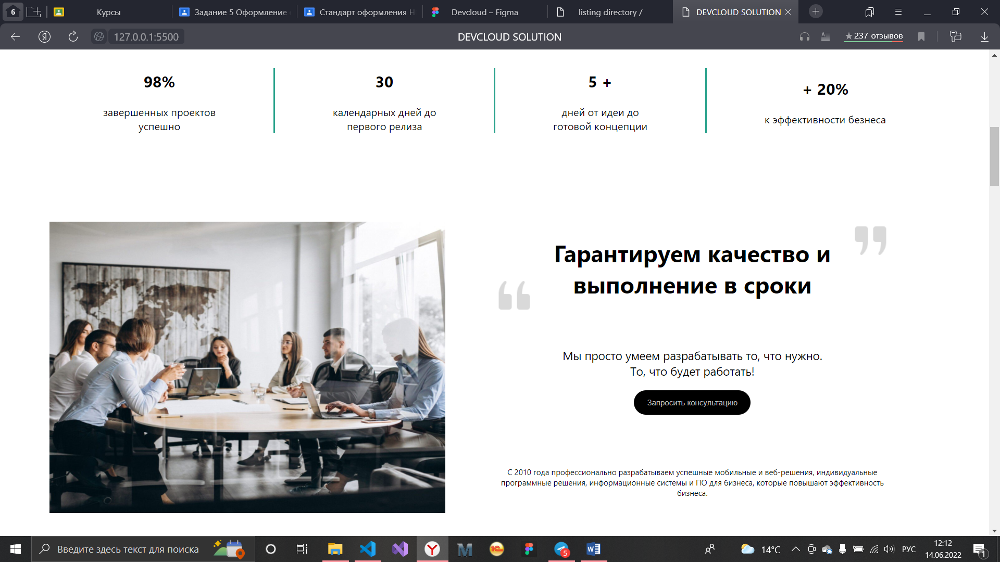 6
Курсы
Задание 5 Оформление
Стандарт оформления Н
Devcloud – Figma
listing directory /
DEVCLOUD SOLUTION
127.0.0.1:5500
DEVCLOUD SOLUTION
237 отзывов
98%
завершенных проектов
успешно
30
календарных дней до
первого релиза
5 +
дней от идеи до
готовой концепции
+ 20%
к эффективности безнеса
Гарантируем качество и
выполнение в сроки
Мы просто умеем разрабатывать то, что нужно.
То, что будет работать!
Запросить консультацию
С 2010 года профессионально разрабатываем успешные мобильные и веб-решения, индивидуальные
программные решения, информационные системы и ПО для бизнеса, которые повышают эффективность
бизнеса.
Введите здесь текст для поиска
5
14°C
РУС
12:12
14.06.2022
1